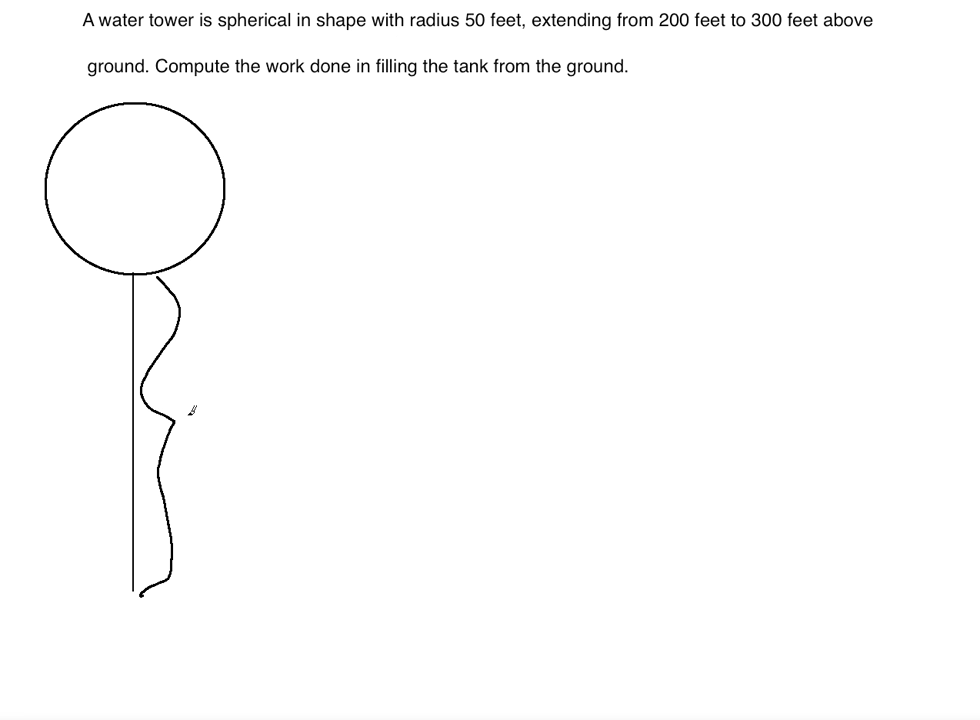 A water tower is spherical in shape with radius 50 feet, extending from 200 feet to 300 feet above
ground. Compute the work done in filling the tank from the ground.